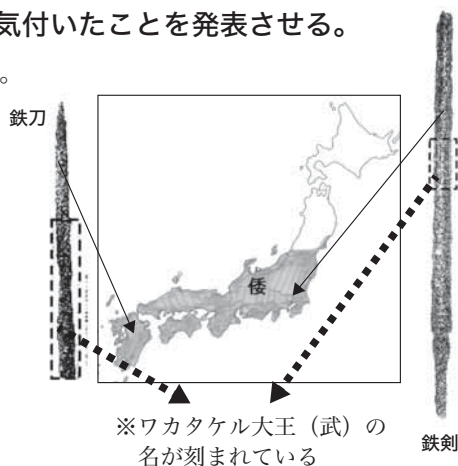 気付いたことを発表させる。
。
鉄刀
倭
※ワカタケル大王（武）の
名が刻まれている
鉄剣